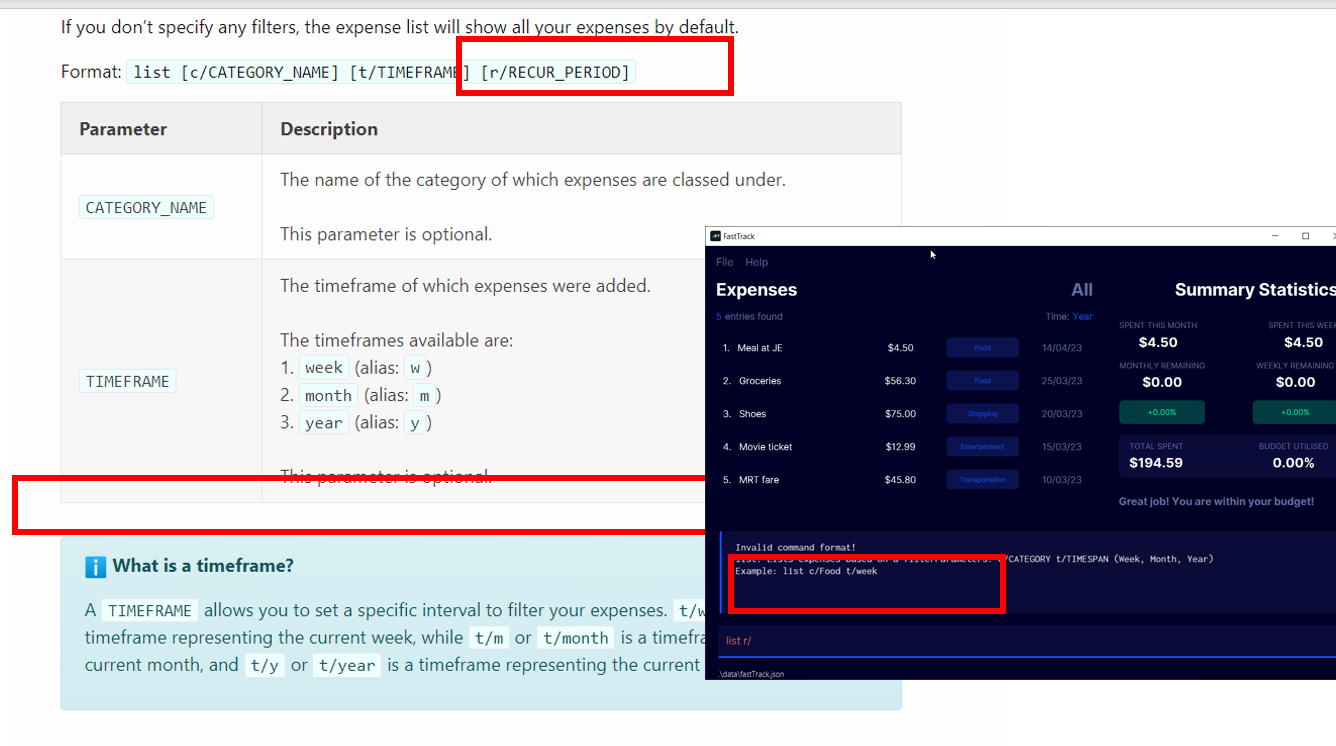 If you don’t specify any filters, the expense list will show all your expenses by default.
Format: list [c/CATEGORY_NAME] [t/TIMEFRAME] [r/RECUR_PERIOD]
Parameter Description
CATEGORY_NAME
The name of the category of which expenses are classed under.
This parameter is optional.
TIMEFRAME
The timeframe of which expenses were added.
The timeframes available are:
1. week (alias: w)
2. month (alias: m)
3. year (alias: y)
This parameter is optional.
What is a timeframe?
A TIMEFRAME allows you to set a specific interval to filter your expenses. t/w
timeframe representing the current week, while t/m or t/month is a timefra
current month, and t/y or t/year is a timeframe representing the current
FastTrack
File Help
Expenses All
5 entries found Time: Year
1. Meal at JE $4.50 Food 14/04/23
2. Groceries $56.30 Food 25/03/23
3. Shoes $75.00 Shopping 20/03/23
4. Movie ticket $12.99 Entertainment 15/03/23
5. MRT fare $45.80 Transportation 10/03/23
Summary Statistics
SPENT THIS MONTH SPENT THIS WEEK
$4.50 $4.50
MONTHLY REMAINING WEEKLY REMAINING
$0.00 $0.00
+0.00% +0.00%
TOTAL SPENT BUDGET UTILISED
$194.59 0.00%
Great job! You are within your budget!
Invalid command format!
list: Lists expenses based on a filterParameters: /CATEGORY t/TIMESPAN (Week, Month, Year)
Example: list c/Food t/week
list r/
.\data\fastTrack.json